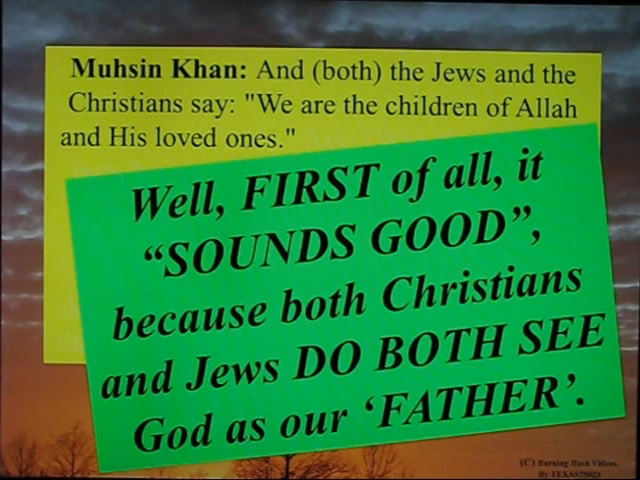 Muhsin Khan: And (both) the Jews and the
Christians say: "We are the children of Allah
and His loved ones."
Well, FIRST of all, it
“SOUNDS GOOD”,
because both Christians
and Jews DO BOTH SEE
God as our ‘FATHER’.
(C) Burning Bush Videos.
By TEXAS75023